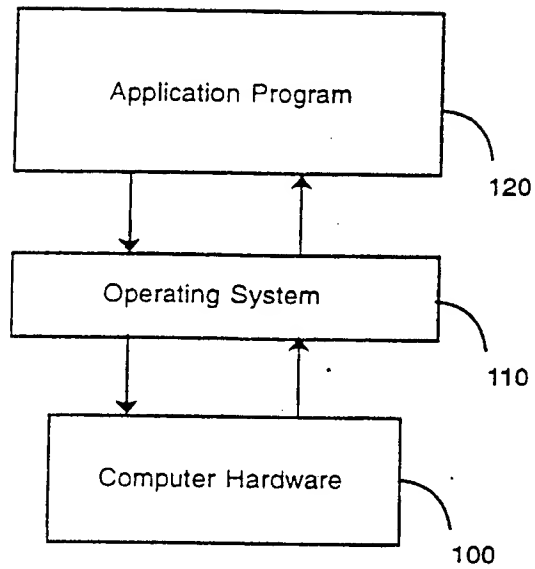 Application Program
120
Operating System
110
Computer Hardware
100